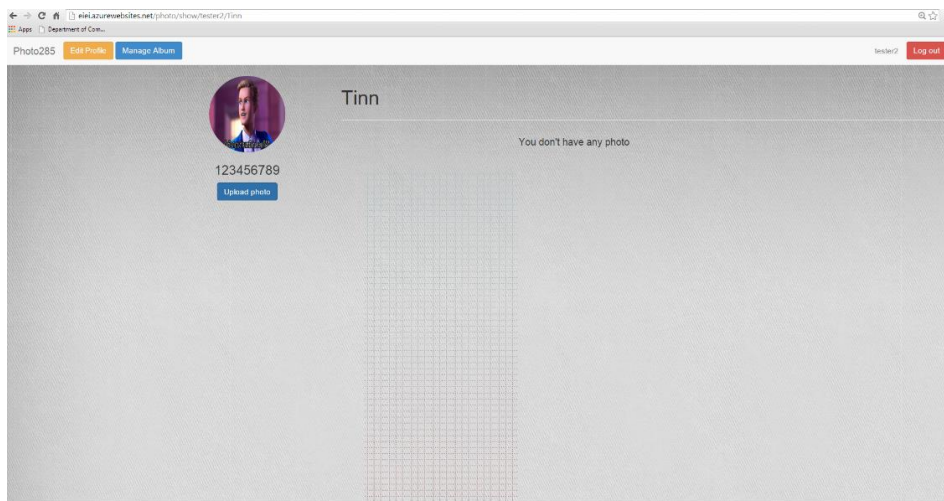 eiei.azurewebsites.net/photo/show/tester2/Tinn
Apps Department of Com...
Photo285 Edit Profile Manage Album tester2 Log out
Tinn
You don't have any photo
123456789
Upload photo